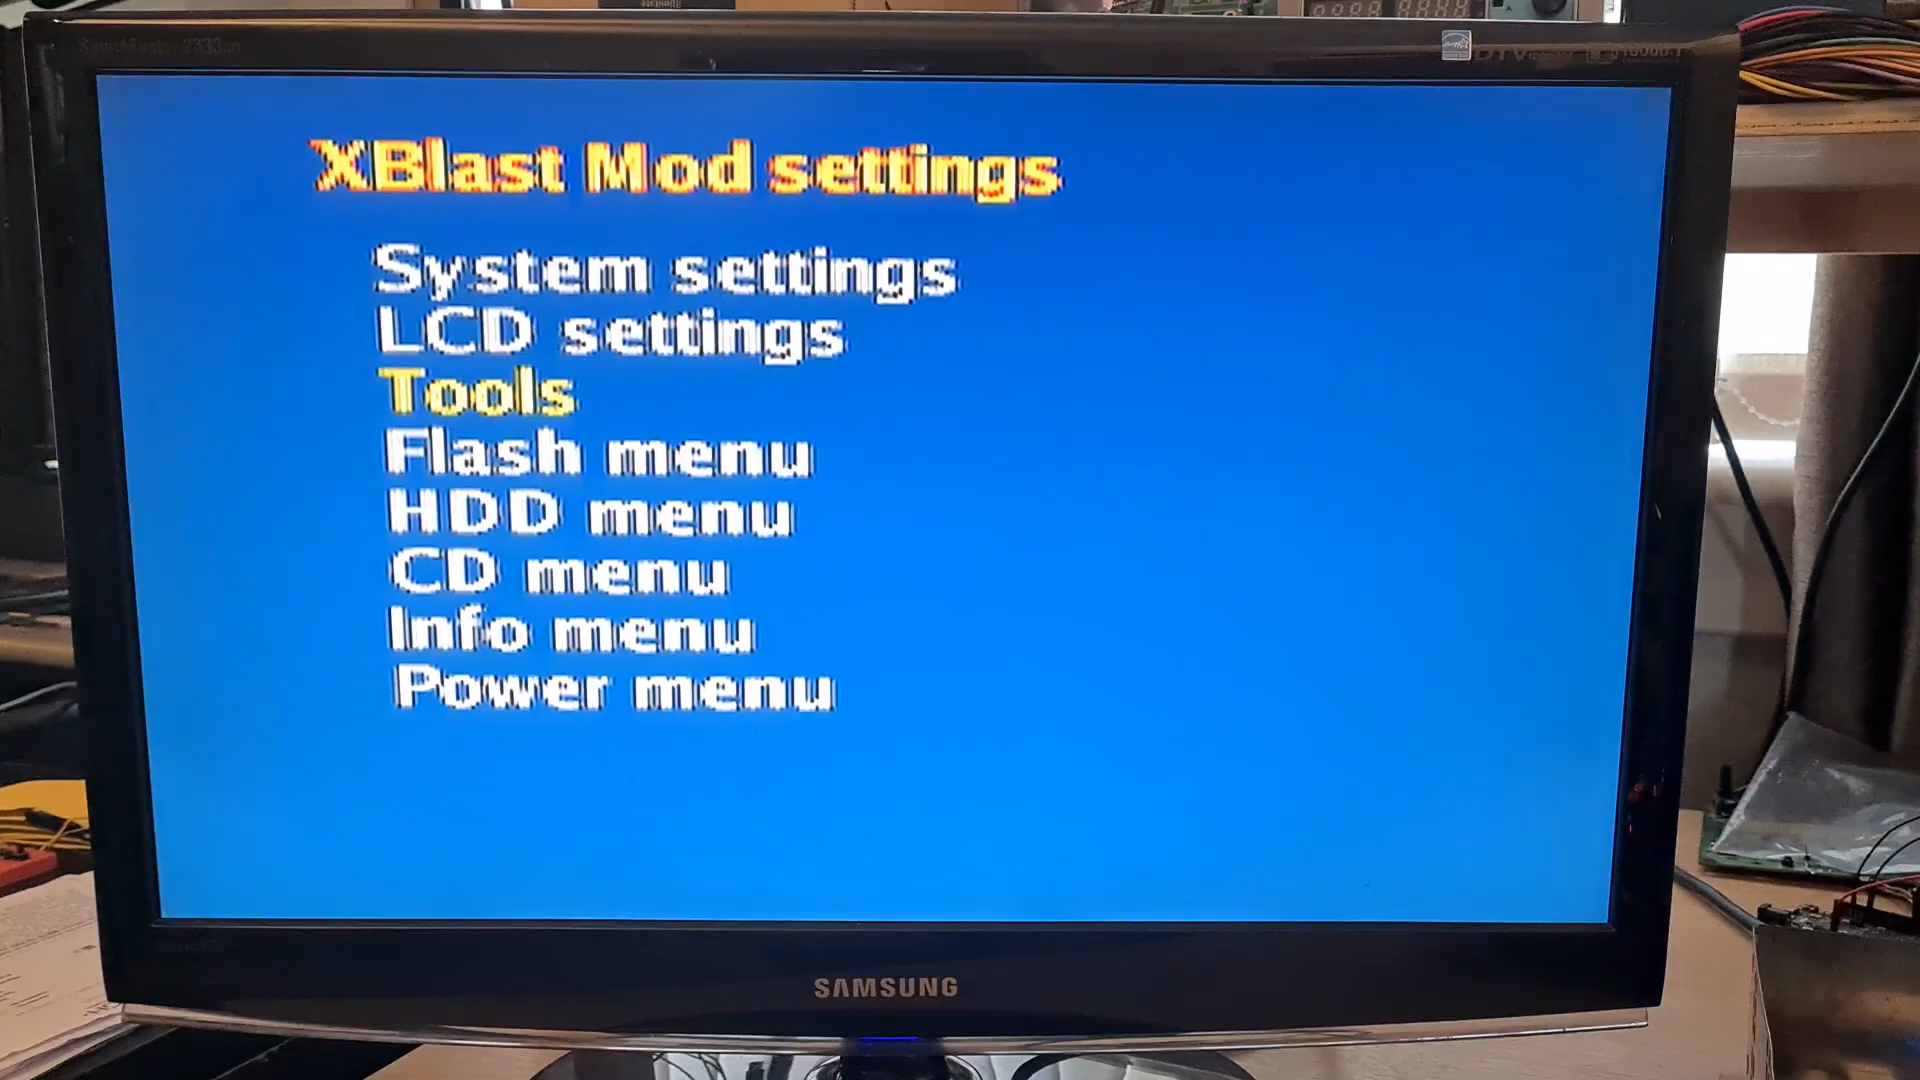 XBlast Mod settings
System settings
LCD settings
Tools
Flash menu
HDD menu
CD menu
Info menu
Power menu
SAMSUNG